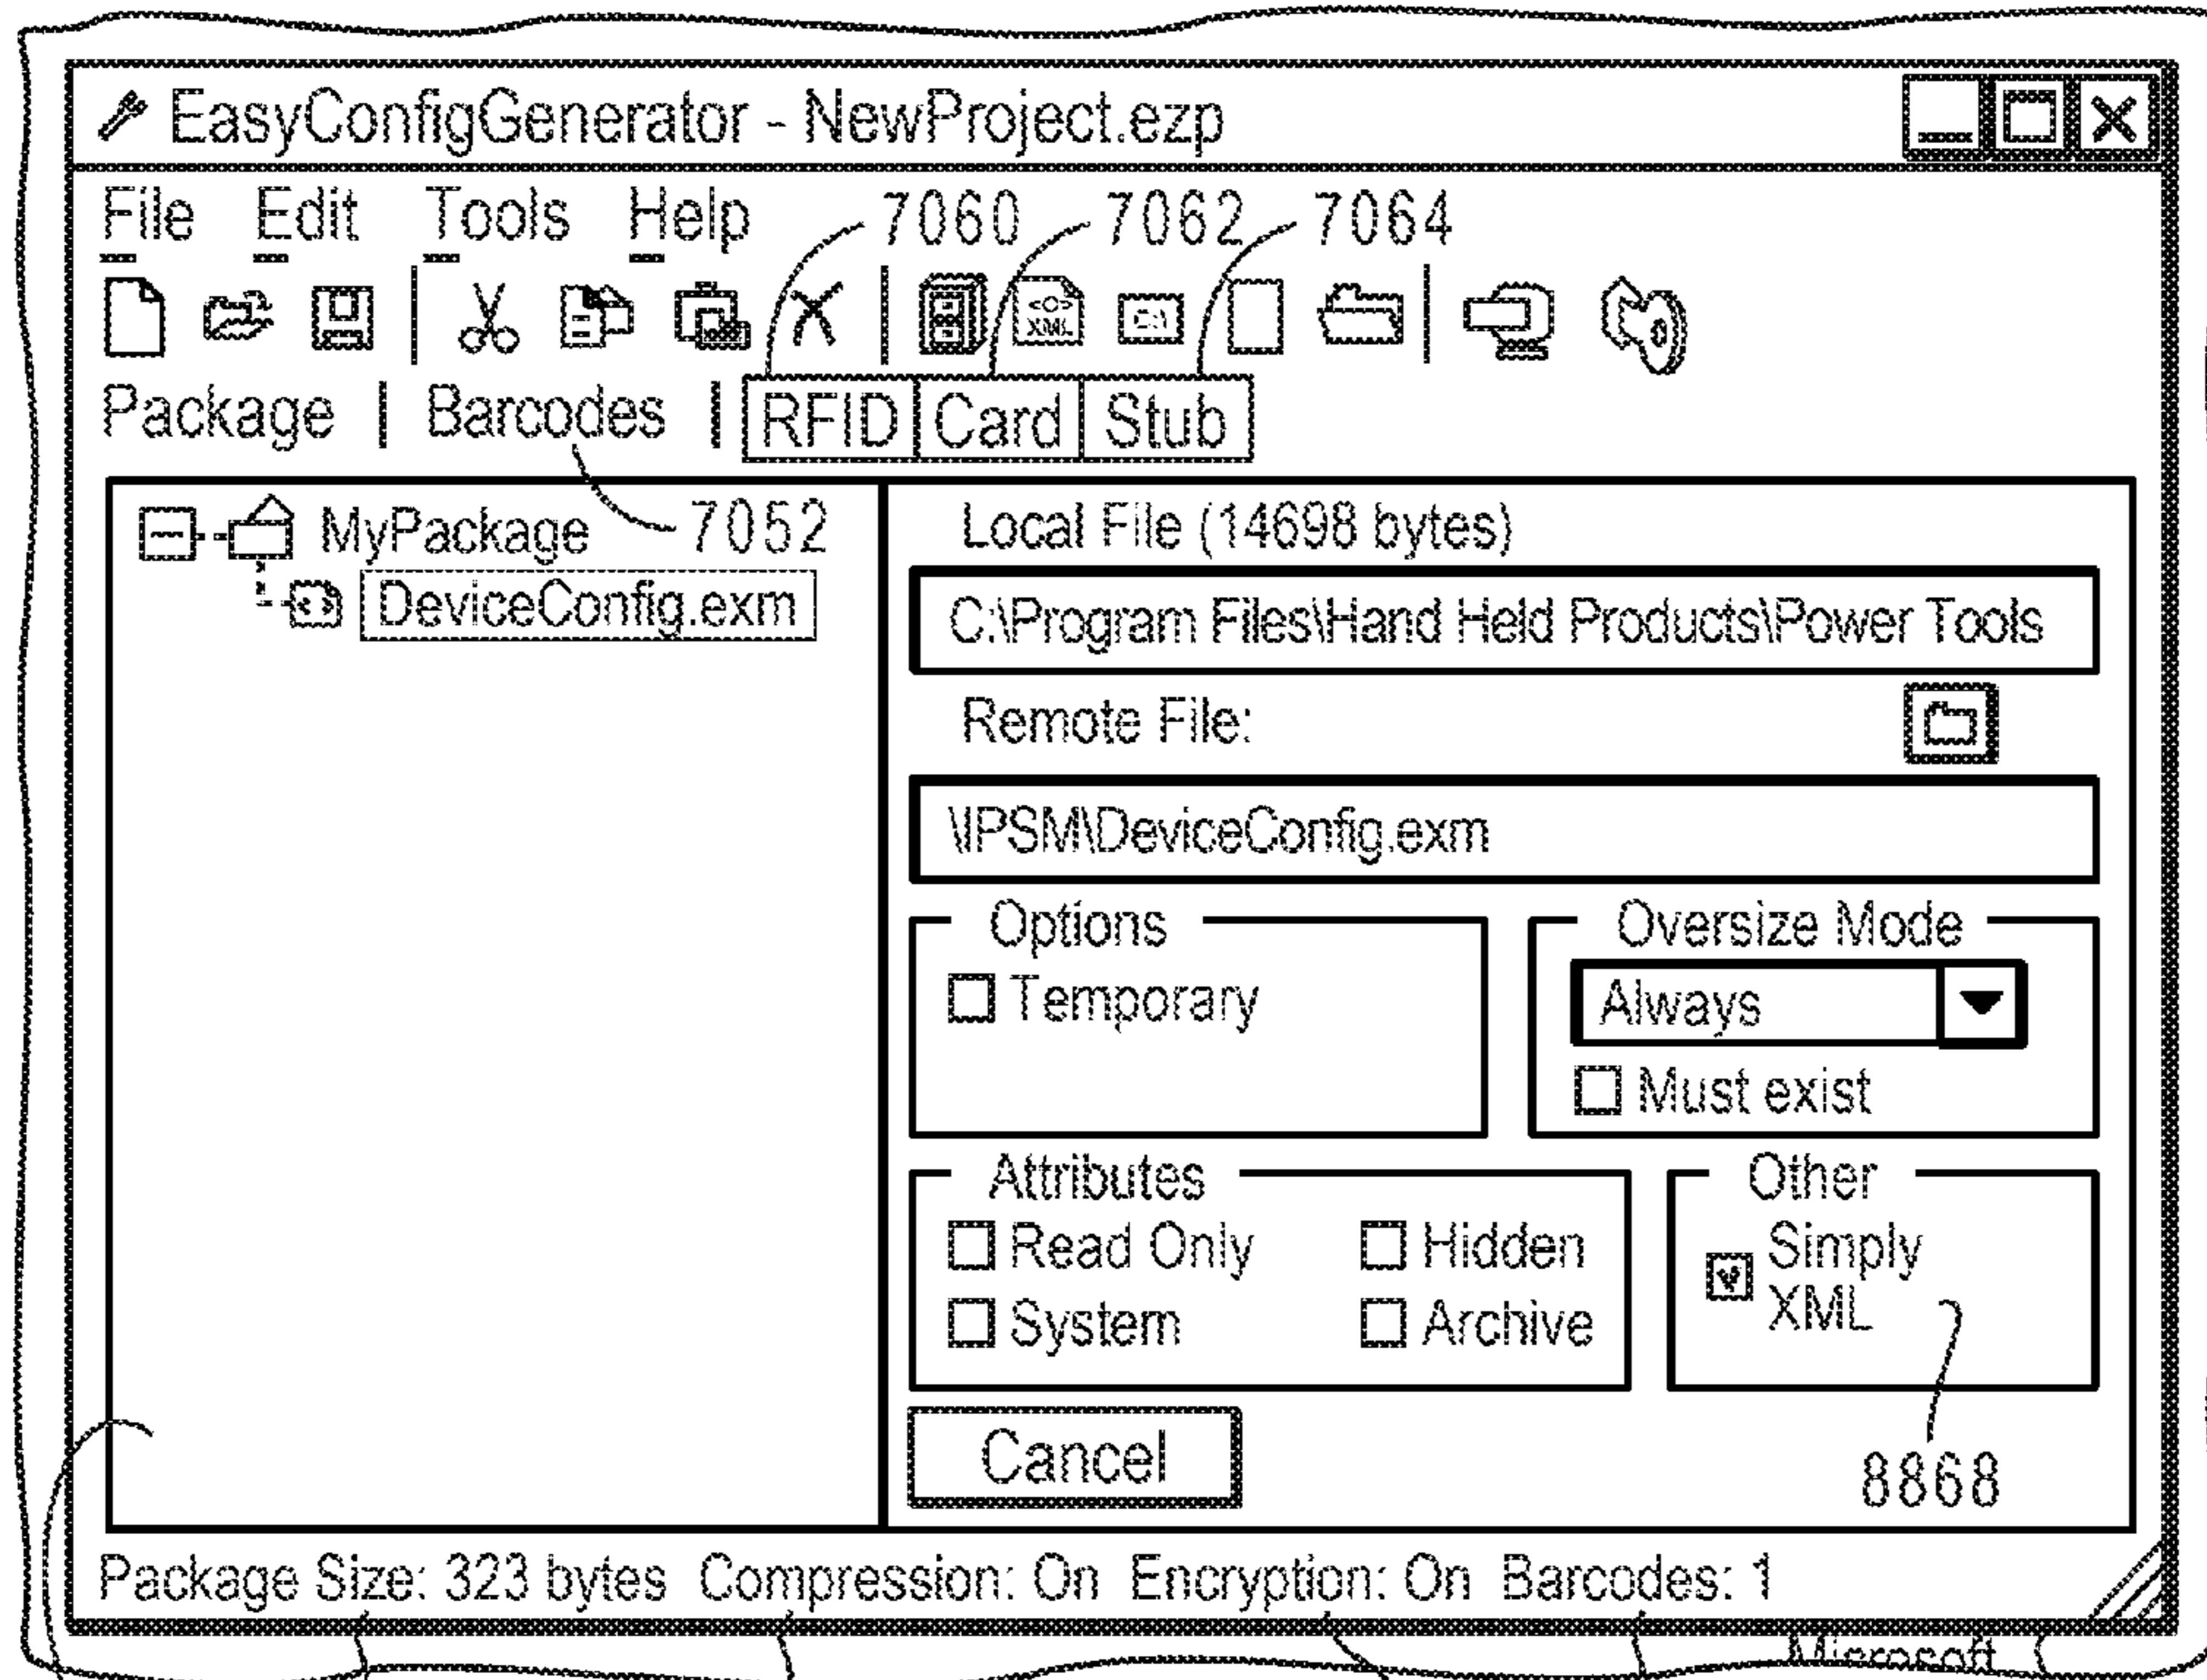 EasyConfigGenerator - NewProject.ezp
File Edit Tools Help 7060 7062 7064
<O> XML C:\
Package | Barcodes | RFID Card Stub
MyPackage 7052
DeviceConfig.exm
Local File (14698 bytes)
C:\Program Files\Hand Held Products\Power Tools
Remote File:
\IPSM\DeviceConfig.exm
Options
Temporary
Oversize Mode
Always
Must exist
Attributes
Read Only Hidden
System Archive
Other
Simply
XML
Cancel
8868
Package Size: 323 bytes Compression: On Encryption: On Barcodes: 1
Microsoft